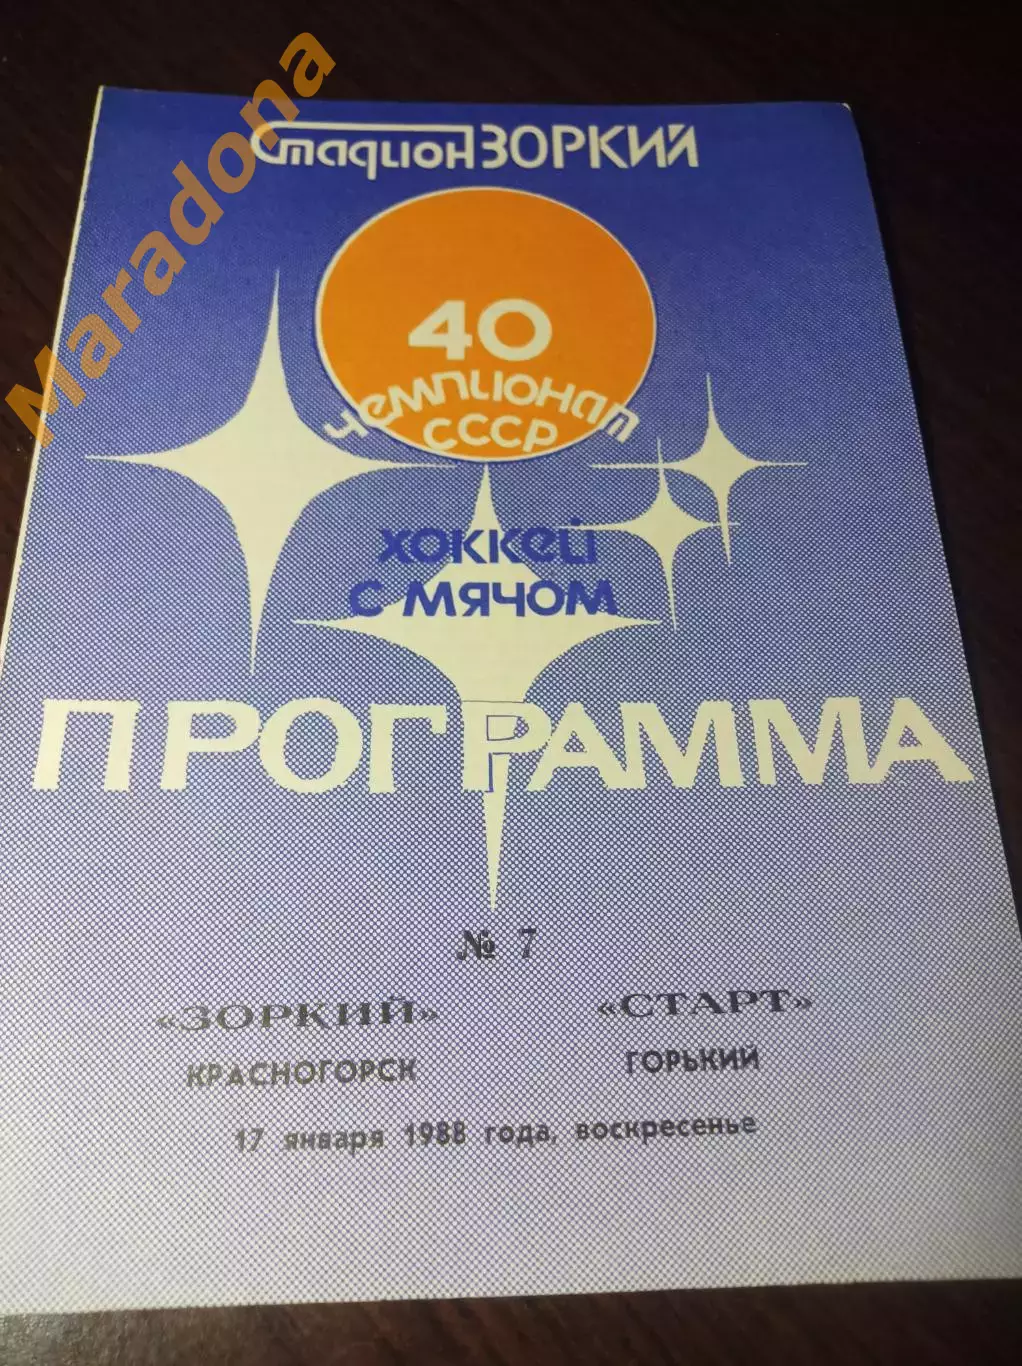 Maradona
Стадион ЗОРКИЙ
40
ЧЕМПИОНАТ
СССР
ХОККЕЙ
С МЯЧОМ
ПРОГРАММА
№ 7
«ЗОРКИЙ» «СТАРТ»
КРАСНОГОРСК ГОРЬКИЙ
17 января 1988 года, воскресенье